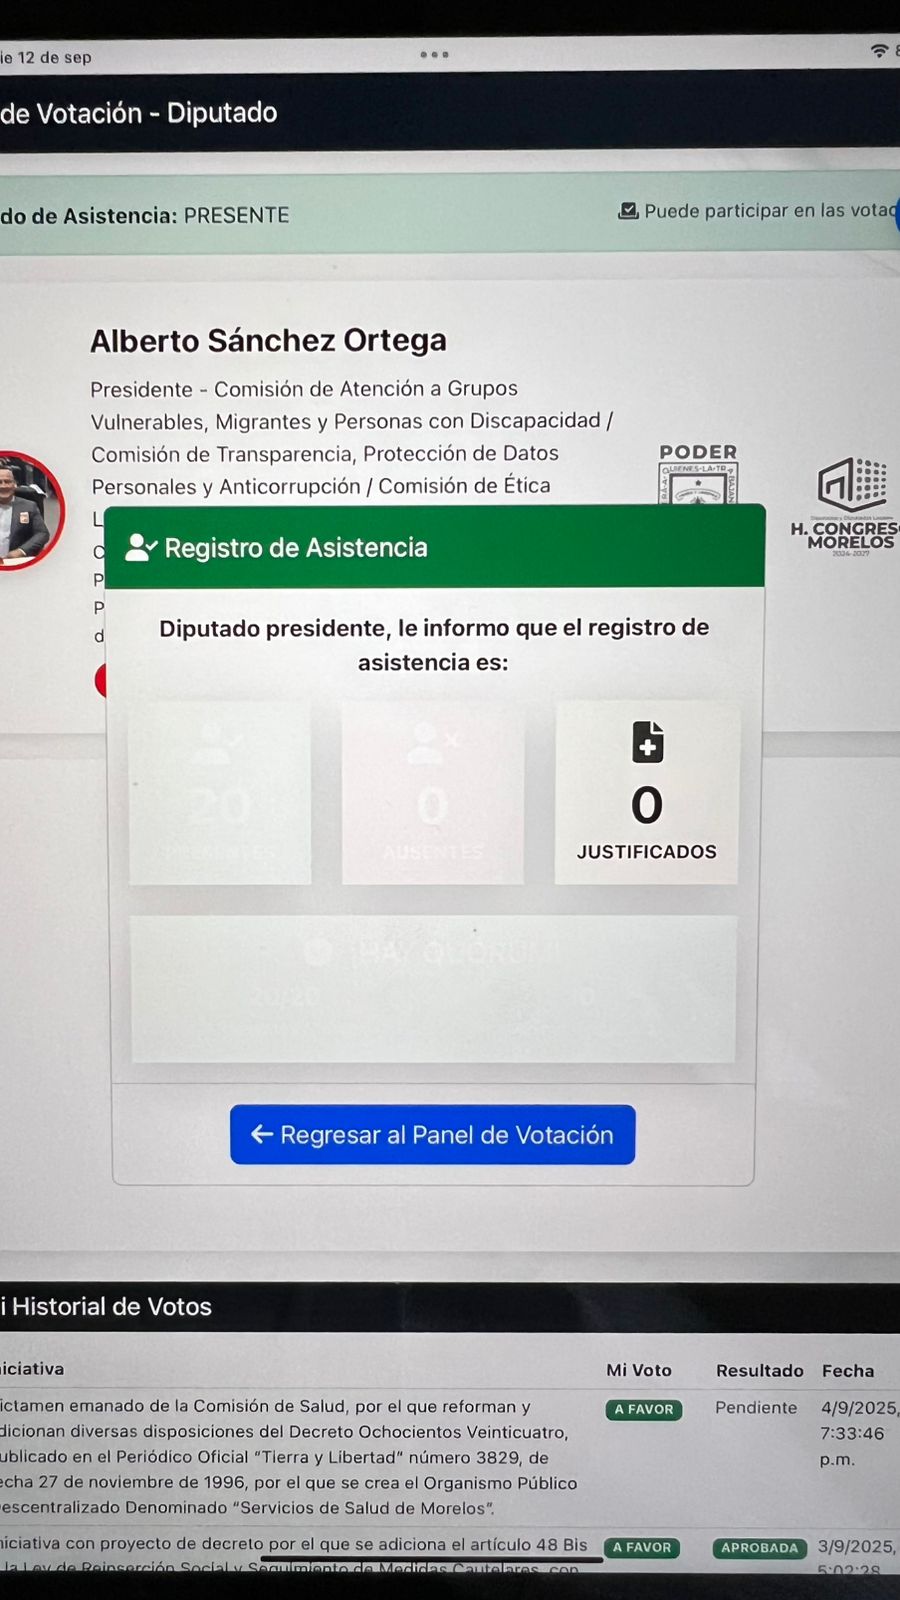 ie 12 de sep
de Votación - Diputado
do de Asistencia: PRESENTE
Puede participar en las votac
Alberto Sánchez Ortega
Presidente - Comisión de Atención a Grupos
Vulnerables, Migrantes y Personas con Discapacidad /
Comisión de Transparencia, Protección de Datos
Personales y Anticorrupción / Comisión de Ética
L
C
P
P
d
PODER
H. CONGRESO
MORELOS
2024-2027
Registro de Asistencia
Diputado presidente, le informo que el registro de
asistencia es:
20
0
AUSENTES
0
JUSTIFICADOS
HAY QUORUM
20/20
Regresar al Panel de Votación
i Historial de Votos
niciativa
Mi Voto
Resultado
Fecha
ictamen emanado de la Comisión de Salud, por el que reforman y
dicionan diversas disposiciones del Decreto Ochocientos Veinticuatro,
ublicado en el Periódico Oficial "Tierra y Libertad" número 3829, de
echa 27 de noviembre de 1996, por el que se crea el Organismo Público
escentralizado Denominado "Servicios de Salud de Morelos".
A FAVOR
Pendiente
4/9/2025,
7:33:46
p.m.
niciativa con proyecto de decreto por el que se adiciona el artículo 48 Bis
la Ley de Reinserción Social y Seguimiento de Medidas Cautelares, con
A FAVOR
APROBADA
3/9/2025,
5:02:28